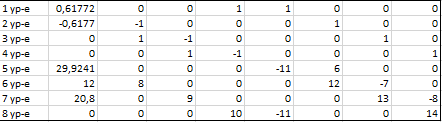 1 ур-е 0,61772 0 0 1 1 0 0 0
2 ур-е -0,6177 -1 0 0 0 1 0 0
3 ур-е 0 1 -1 0 0 0 1 0
4 ур-е 0 0 1 -1 0 0 0 1
5 ур-е 29,9241 0 0 0 -11 6 0 0
6 ур-е 12 8 0 0 0 12 -7 0
7 ур-е 20,8 0 9 0 0 0 13 -8
8 ур-е 0 0 0 10 -11 0 0 14